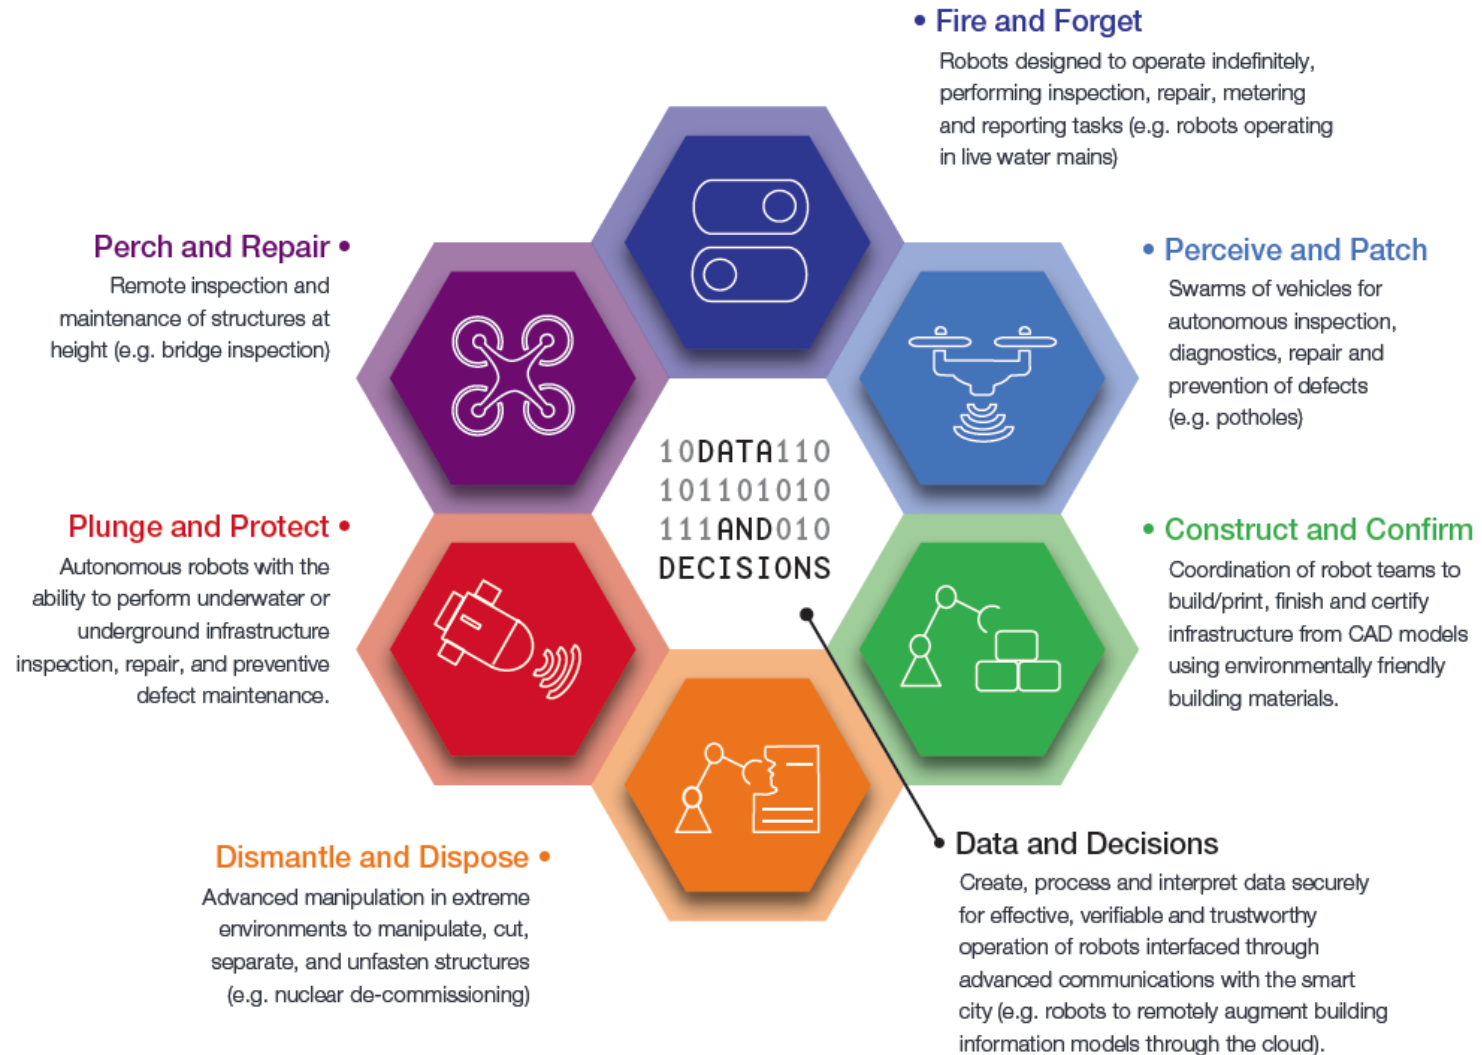 • Fire and Forget
Robots designed to operate indefinitely,
performing inspection, repair, metering
and reporting tasks (e.g. robots operating
in live water mains)
Perch and Repair •
Remote inspection and
maintenance of structures at
height (e.g. bridge inspection)
• Perceive and Patch
Swarms of vehicles for
autonomous inspection,
diagnostics, repair and
prevention of defects
(e.g. potholes)
10DATA110
101101010
111AND010
DECISIONS
Plunge and Protect •
Autonomous robots with the
ability to perform underwater or
underground infrastructure
inspection, repair, and preventive
defect maintenance.
• Construct and Confirm
Coordination of robot teams to
build/print, finish and certify
infrastructure from CAD models
using environmentally friendly
building materials.
Dismantle and Dispose •
Advanced manipulation in extreme
environments to manipulate, cut,
separate, and unfasten structures
(e.g. nuclear de-commissioning)
• Data and Decisions
Create, process and interpret data securely
for effective, verifiable and trustworthy
operation of robots interfaced through
advanced communications with the smart
city (e.g. robots to remotely augment building
information models through the cloud).